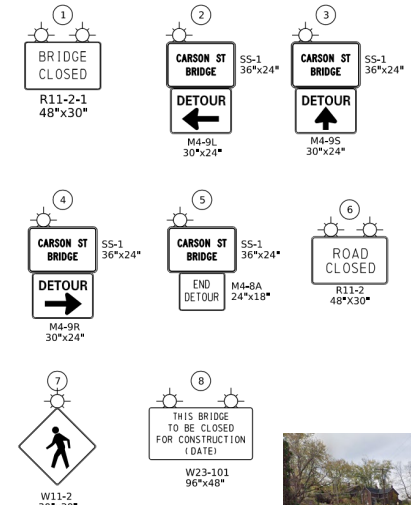 1
BRIDGE
CLOSED
R11-2-1
48"x30"
2
CARSON ST
BRIDGE
SS-1
36"x24"
DETOUR
M4-9L
30"x24"
3
CARSON ST
BRIDGE
SS-1
36"x24"
DETOUR
M4-9S
30"x24"
4
CARSON ST
BRIDGE
SS-1
36"x24"
DETOUR
M4-9R
30"x24"
5
CARSON ST
BRIDGE
SS-1
36"x24"
END
DETOUR
M4-8A
24"x18"
6
ROAD
CLOSED
R11-2
48"X30"
7
W11-2
8
THIS BRIDGE
TO BE CLOSED
FOR CONSTRUCTION
(DATE)
W23-101
96"x48"